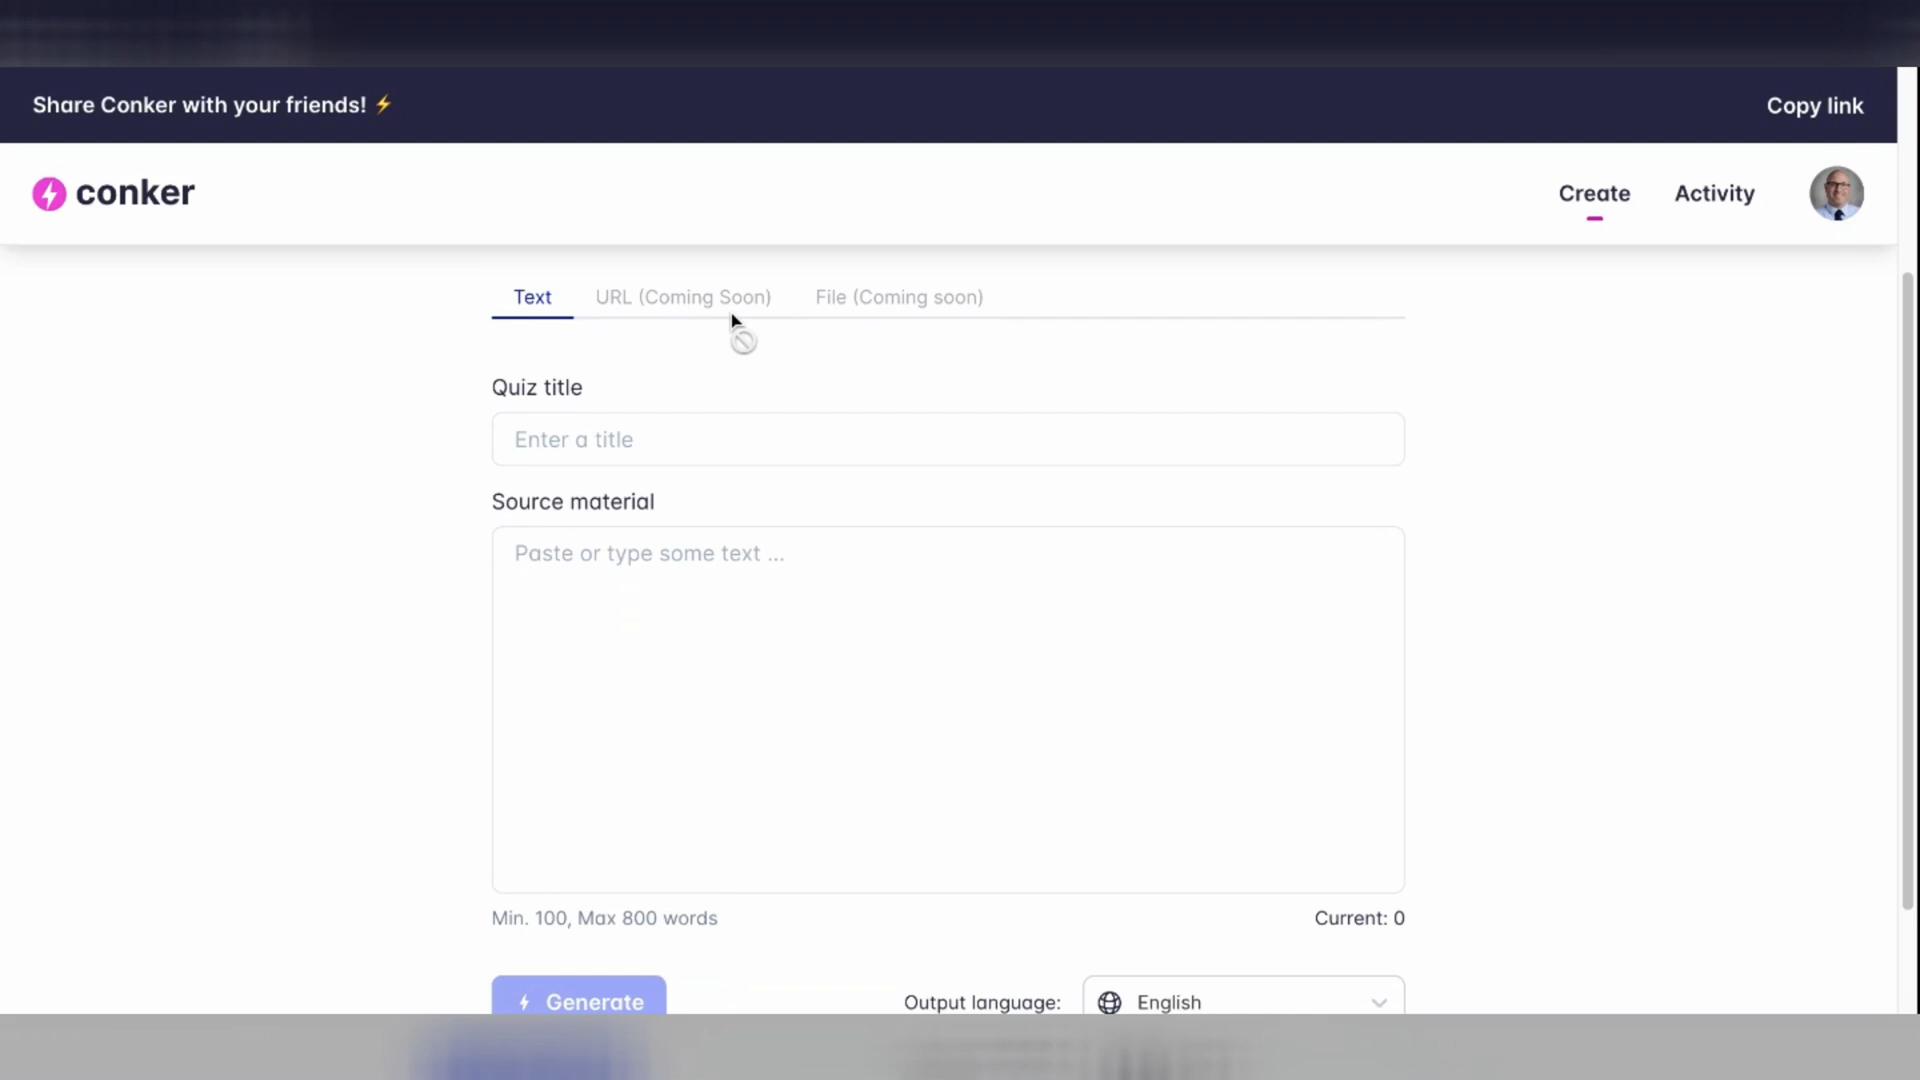 Share Conker with your friends! ⚡ Copy link
conker Create Activity
Text URL (Coming Soon) File (Coming soon)
Quiz title
Enter a title
Source material
Paste or type some text ...
Min. 100, Max 800 words Current: 0
Generate Output language: English